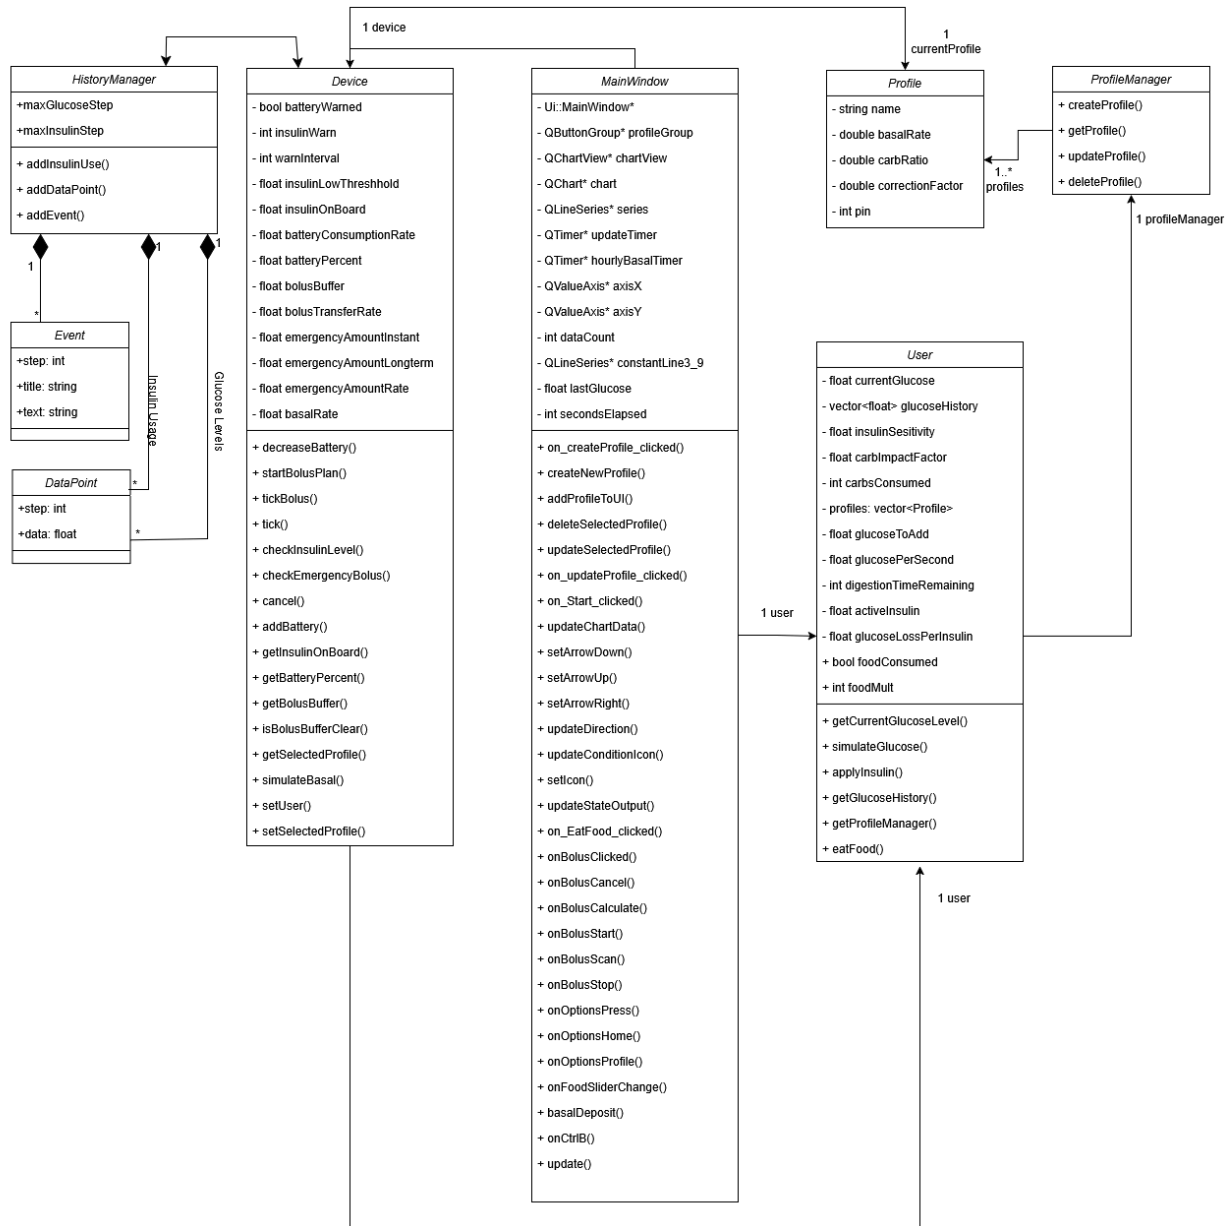 1 device
1
currentProfile
HistoryManager
+maxGlucoseStep
+maxInsulinStep
+ addInsulinUse()
+ addDataPoint()
+ addEvent()
1
1
1
*
Event
+step: int
+title: string
+text: string
Insulin Usage
Glucose Levels
DataPoint
+step: int
+data: float
*
*
Device
- bool batteryWarned
- int insulinWarn
- int warnInterval
- float insulinLowThreshhold
- float insulinOnBoard
- float batteryConsumptionRate
- float batteryPercent
- float bolusBuffer
- float bolusTransferRate
- float emergencyAmountInstant
- float emergencyAmountLongterm
- float emergencyAmountRate
- float basalRate
+ decreaseBattery()
+ startBolusPlan()
+ tickBolus()
+ tick()
+ checkInsulinLevel()
+ checkEmergencyBolus()
+ cancel()
+ addBattery()
+ getInsulinOnBoard()
+ getBatteryPercent()
+ getBolusBuffer()
+ isBolusBufferClear()
+ getSelectedProfile()
+ simulateBasal()
+ setUser()
+ setSelectedProfile()
MainWindow
- Ui::MainWindow*
- QButtonGroup* profileGroup
- QChartView* chartView
- QChart* chart
- QLineSeries* series
- QTimer* updateTimer
- QTimer* hourlyBasalTimer
- QValueAxis* axisX
- QValueAxis* axisY
- int dataCount
- QLineSeries* constantLine3_9
- float lastGlucose
- int secondsElapsed
+ on_createProfile_clicked()
+ createNewProfile()
+ addProfileToUI()
+ deleteSelectedProfile()
+ updateSelectedProfile()
+ on_updateProfile_clicked()
+ on_Start_clicked()
+ updateChartData()
+ setArrowDown()
+ setArrowUp()
+ setArrowRight()
+ updateDirection()
+ updateConditionIcon()
+ setIcon()
+ updateStateOutput()
+ on_EatFood_clicked()
+ onBolusClicked()
+ onBolusCancel()
+ onBolusCalculate()
+ onBolusStart()
+ onBolusScan()
+ onBolusStop()
+ onOptionsPress()
+ onOptionsHome()
+ onOptionsProfile()
+ onFoodSliderChange()
+ basalDeposit()
+ onCtrlB()
+ update()
Profile
- string name
- double basalRate
- double carbRatio
- double correctionFactor
- int pin
1..*
profiles
ProfileManager
+ createProfile()
+ getProfile()
+ updateProfile()
+ deleteProfile()
1 profileManager
1 user
User
- float currentGlucose
- vector<float> glucoseHistory
- float insulinSesitivity
- float carbImpactFactor
- int carbsConsumed
- profiles: vector<Profile>
- float glucoseToAdd
- float glucosePerSecond
- int digestionTimeRemaining
- float activeInsulin
- float glucoseLossPerInsulin
+ bool foodConsumed
+ int foodMult
+ getCurrentGlucoseLevel()
+ simulateGlucose()
+ applyInsulin()
+ getGlucoseHistory()
+ getProfileManager()
+ eatFood()
1 user